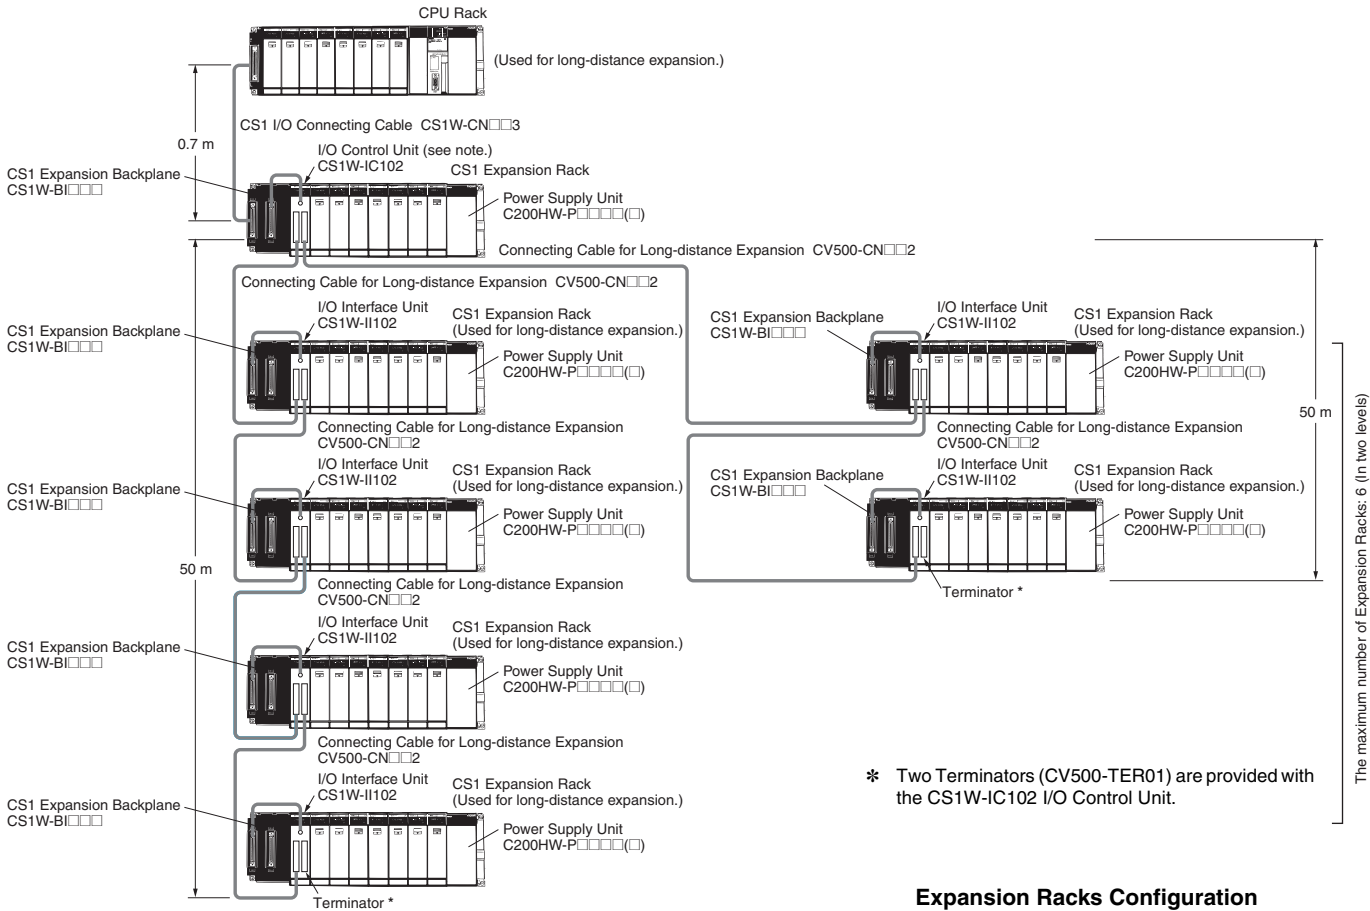 CPU Rack
(Used for long-distance expansion.)
CS1 I/O Connecting Cable CS1W-CN□□3
0.7 m
I/O Control Unit (see note.)
CS1W-IC102
CS1 Expansion Rack
CS1 Expansion Backplane
CS1W-BI□□□
Power Supply Unit
C200HW-P□□□□(□)
Connecting Cable for Long-distance Expansion CV500-CN□□2
Connecting Cable for Long-distance Expansion CV500-CN□□2
I/O Interface Unit
CS1W-II102
CS1 Expansion Rack
(Used for long-distance expansion.)
CS1 Expansion Backplane
CS1W-BI□□□
Power Supply Unit
C200HW-P□□□□(□)
CS1 Expansion Backplane
CS1W-BI□□□
I/O Interface Unit
CS1W-II102
CS1 Expansion Rack
(Used for long-distance expansion.)
Power Supply Unit
C200HW-P□□□□(□)
50 m
Connecting Cable for Long-distance Expansion
CV500-CN□□2
Connecting Cable for Long-distance Expansion
CV500-CN□□2
I/O Interface Unit
CS1W-II102
CS1 Expansion Rack
(Used for long-distance expansion.)
CS1 Expansion Backplane
CS1W-BI□□□
Power Supply Unit
C200HW-P□□□□(□)
CS1 Expansion Backplane
CS1W-BI□□□
I/O Interface Unit
CS1W-II102
CS1 Expansion Rack
(Used for long-distance expansion.)
Power Supply Unit
C200HW-P□□□□(□)
Terminator *
50 m
Connecting Cable for Long-distance Expansion
CV500-CN□□2
I/O Interface Unit
CS1W-II102
CS1 Expansion Rack
(Used for long-distance expansion.)
CS1 Expansion Backplane
CS1W-BI□□□
Power Supply Unit
C200HW-P□□□□(□)
Connecting Cable for Long-distance Expansion
CV500-CN□□2
I/O Interface Unit
CS1W-II102
CS1 Expansion Rack
(Used for long-distance expansion.)
CS1 Expansion Backplane
CS1W-BI□□□
Power Supply Unit
C200HW-P□□□□(□)
Terminator *
The maximum number of Expansion Racks: 6 (In two levels)
* Two Terminators (CV500-TER01) are provided with
the CS1W-IC102 I/O Control Unit.
Expansion Racks Configuration